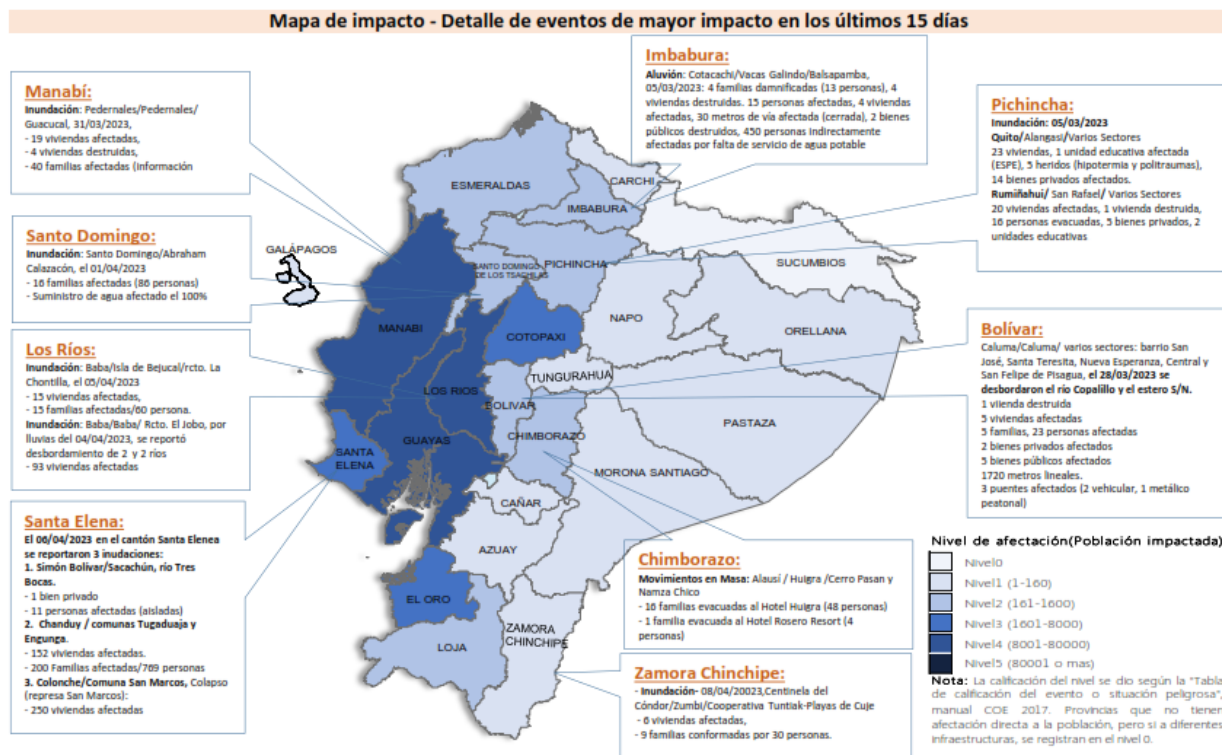 Mapa de impacto - Detalle de eventos de mayor impacto en los últimos 15 días
Manabí:
Inundación: Pedernales/Pedernales/
Guacucal, 31/03/2023,
- 19 viviendas afectadas,
- 4 viviendas destruidas,
- 40 familias afectadas (Información
Santo Domingo:
Inundación: Santo Domingo/Abraham
Calazacón, el 01/04/2023
- 16 familias afectadas (86 personas)
- Suministro de agua afectado el 100%
Los Ríos:
Inundación: Baba/Isla de Bejucal/rcto. La
Chontilla, el 05/04/2023
- 15 viviendas afectadas,
- 15 familias afectadas/60 persona.
Inundación: Baba/Baba/ Rcto. El Jobo, por
lluvias del 04/04/2023, se reportó
desbordamiento de 2 y 2 ríos
- 93 viviendas afectadas
Santa Elena:
El 06/04/2023 en el cantón Santa Elenea
se reportaron 3 inudaciones:
1. Simón Bolívar/Sacachún, río Tres
Bocas.
- 1 bien privado
- 11 personas afectadas (aisladas)
2. Chanduy / comunas Tugaduaja y
Engunga.
- 152 viviendas afectadas.
- 200 Familias afectadas/769 personas
3. Colonche/Comuna San Marcos, Colapso
(represa San Marcos):
- 250 viviendas afectadas
Imbabura:
Aluvión: Cotacachi/Vacas Galindo/Balsapamba,
05/03/2023: 4 familias damnificadas (13 personas), 4
viviendas destruidas. 15 personas afectadas, 4 viviendas
afectadas, 30 metros de vía afectada (cerrada), 2 bienes
públicos destruidos, 450 personas indirectamente
afectadas por falta de servicio de agua potable
Pichincha:
Inundación: 05/03/2023
Quito/Alangasi/Varios Sectores
23 viviendas, 1 unidad educativa afectada
(ESPE), 5 heridos (hipotermia y politraumas),
14 bienes privados afectados.
Rumiñahui/ San Rafael/ Varios Sectores
20 viviendas afectadas, 1 vivienda destruida,
16 personas evacuadas, 5 bienes privados, 2
unidades educativas
Bolívar:
Caluma/Caluma/ varios sectores: barrio San
José, Santa Teresita, Nueva Esperanza, Central y
San Felipe de Pisagua, el 28/03/2023 se
desbordaron el río Copalillo y el estero S/N.
1 viienda destruida
5 viviendas afectadas
5 familias, 23 personas afectadas
2 bienes privados afectados
5 bienes públicos afectados
1720 metros lineales.
3 puentes afectados (2 vehicular, 1 metálico
peatonal)
Chimborazo:
Movimientos en Masa: Alausí / Huigra /Cerro Pasan y
Namza Chico
- 16 familias evacuadas al Hotel Huigra (48 personas)
- 1 familia evacuada al Hotel Rosero Resort (4
personas)
Zamora Chinchipe:
- Inundación- 08/04/20023,Centinela del
Cóndor/Zumbi/Cooperativa Tuntiak-Playas de Cuje
- 6 viviendas afectadas,
- 9 familias conformadas por 30 personas.
GALÁPAGOS
ESMERALDAS
CARCHI
IMBABURA
SUCUMBIOS
SANTO DOMINGO
DE LOS TSACHILAS
PICHINCHA
NAPO
ORELLANA
MANABI
COTOPAXI
TUNGURAHUA
LOS RIOS
BOLIVAR
PASTAZA
CHIMBORAZO
GUAYAS
SANTA
ELENA
MORONA SANTIAGO
CAÑAR
AZUAY
EL ORO
LOJA
ZAMORA
CHINCHIPE
Nivel de afectación(Población impactada)
Nivel0
Nivel1 (1-160)
Nivel2 (161-1600)
Nivel3 (1601-8000)
Nivel4 (8001-80000)
Nivel5 (80001 o mas)
Nota: La calificación del nivel se dio según la "Tabla
de calificación del evento o situación peligrosa",
manual COE 2017. Provincias que no tienen
afectación directa a la población, pero si a diferentes
infraestructuras, se registran en el nivel 0.